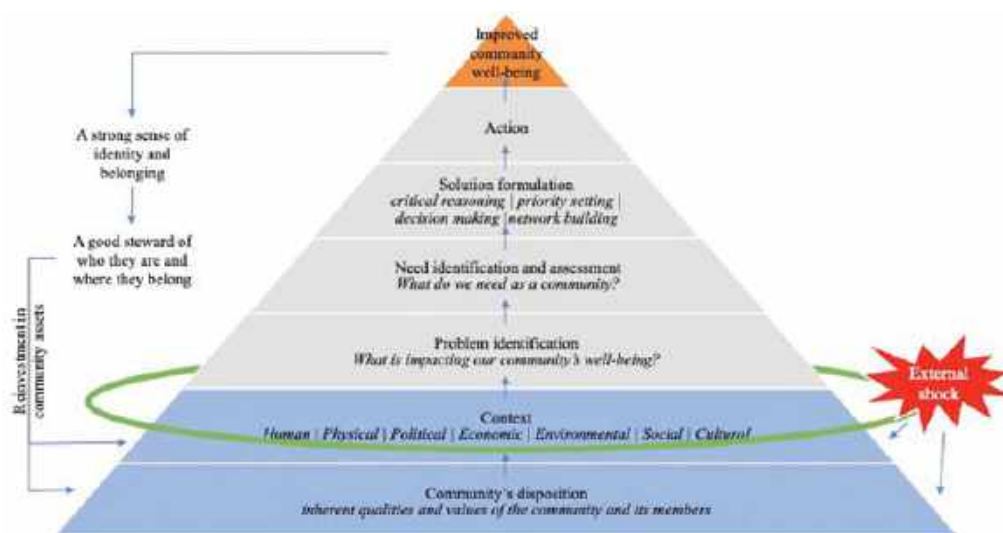 Improved
community
well-being
Action
A strong sense of
identity and
belonging
Solution formulation
critical reasoning | priority setting |
decision making | network building
A good steward of
who they are and
where they belong
Need identification and assessment
What do we need as a community?
Problem identification
What is impacting our community's well-being?
Reinvestment in
community assets
External
shock
Context
Human | Physical | Political | Economic | Environmental | Social | Cultural
Community's disposition
inherent qualities and values of the community and its members